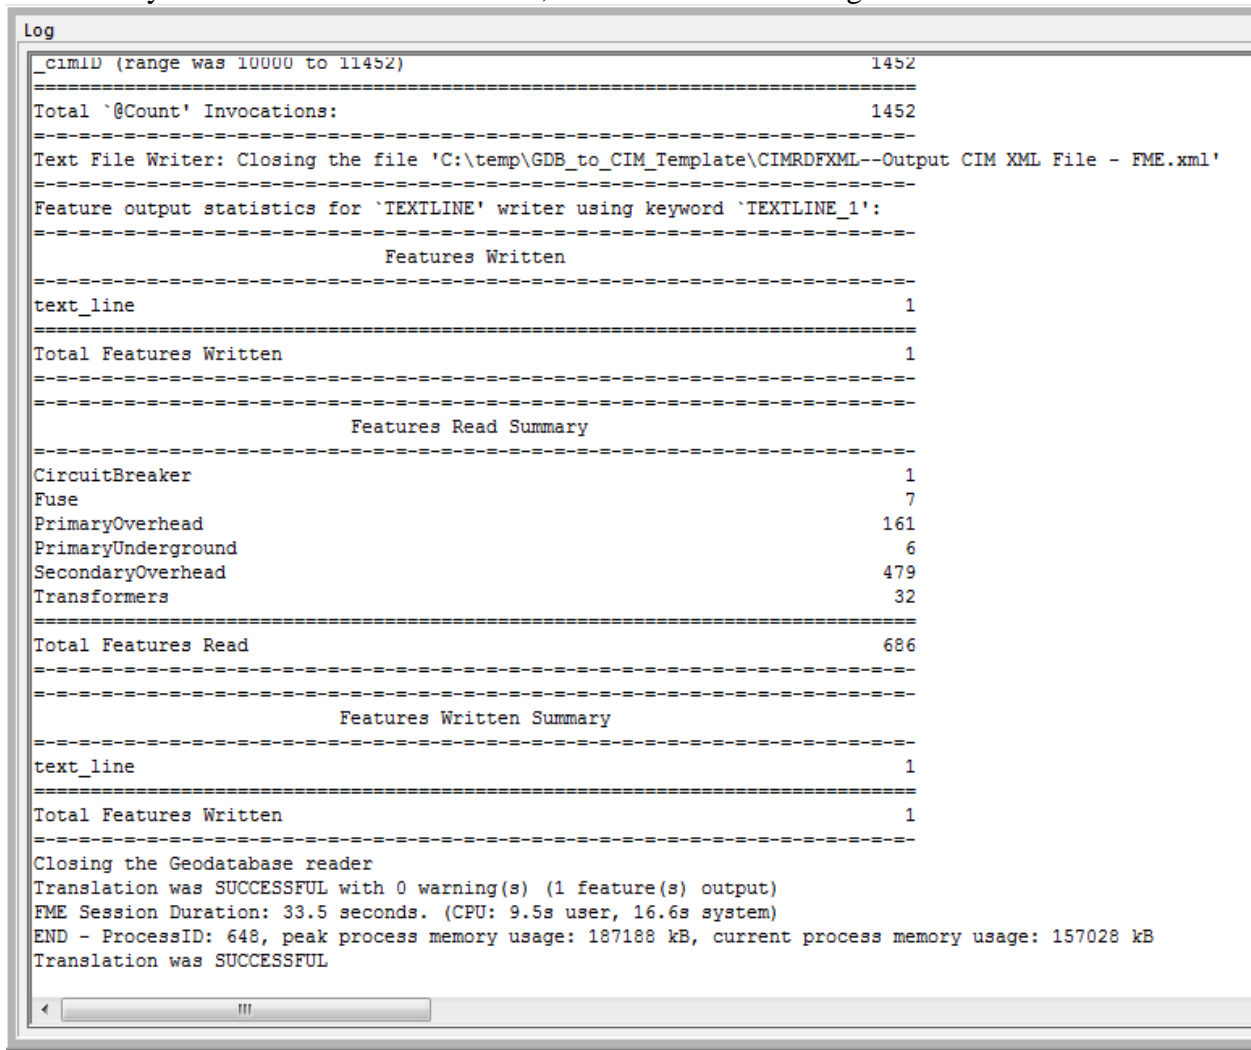 Log
_cimID (range was 10000 to 11452) 1452
==============================================================================
Total `@Count' Invocations: 1452
=-=-=-=-=-=-=-=-=-=-=-=-=-=-=-=-=-=-=-=-=-=-=-=-=-=-=-=-=-=-=-=-=-=-=-=-=-=-
Text File Writer: Closing the file 'C:\temp\GDB_to_CIM_Template\CIMRDFXML--Output CIM XML File - FME.xml'
=-=-=-=-=-=-=-=-=-=-=-=-=-=-=-=-=-=-=-=-=-=-=-=-=-=-=-=-=-=-=-=-=-=-=-=-=-=-
Feature output statistics for `TEXTLINE' writer using keyword `TEXTLINE_1':
=-=-=-=-=-=-=-=-=-=-=-=-=-=-=-=-=-=-=-=-=-=-=-=-=-=-=-=-=-=-=-=-=-=-=-=-=-=-
Features Written
=-=-=-=-=-=-=-=-=-=-=-=-=-=-=-=-=-=-=-=-=-=-=-=-=-=-=-=-=-=-=-=-=-=-=-=-=-=-
text_line 1
==============================================================================
Total Features Written 1
=-=-=-=-=-=-=-=-=-=-=-=-=-=-=-=-=-=-=-=-=-=-=-=-=-=-=-=-=-=-=-=-=-=-=-=-=-=-
=-=-=-=-=-=-=-=-=-=-=-=-=-=-=-=-=-=-=-=-=-=-=-=-=-=-=-=-=-=-=-=-=-=-=-=-=-=-
Features Read Summary
=-=-=-=-=-=-=-=-=-=-=-=-=-=-=-=-=-=-=-=-=-=-=-=-=-=-=-=-=-=-=-=-=-=-=-=-=-=-
CircuitBreaker 1
Fuse 7
PrimaryOverhead 161
PrimaryUnderground 6
SecondaryOverhead 479
Transformers 32
==============================================================================
Total Features Read 686
=-=-=-=-=-=-=-=-=-=-=-=-=-=-=-=-=-=-=-=-=-=-=-=-=-=-=-=-=-=-=-=-=-=-=-=-=-=-
=-=-=-=-=-=-=-=-=-=-=-=-=-=-=-=-=-=-=-=-=-=-=-=-=-=-=-=-=-=-=-=-=-=-=-=-=-=-
Features Written Summary
=-=-=-=-=-=-=-=-=-=-=-=-=-=-=-=-=-=-=-=-=-=-=-=-=-=-=-=-=-=-=-=-=-=-=-=-=-=-
text_line 1
==============================================================================
Total Features Written 1
=-=-=-=-=-=-=-=-=-=-=-=-=-=-=-=-=-=-=-=-=-=-=-=-=-=-=-=-=-=-=-=-=-=-=-=-=-=-
Closing the Geodatabase reader
Translation was SUCCESSFUL with 0 warning(s) (1 feature(s) output)
FME Session Duration: 33.5 seconds. (CPU: 9.5s user, 16.6s system)
END - ProcessID: 648, peak process memory usage: 187188 kB, current process memory usage: 157028 kB
Translation was SUCCESSFUL